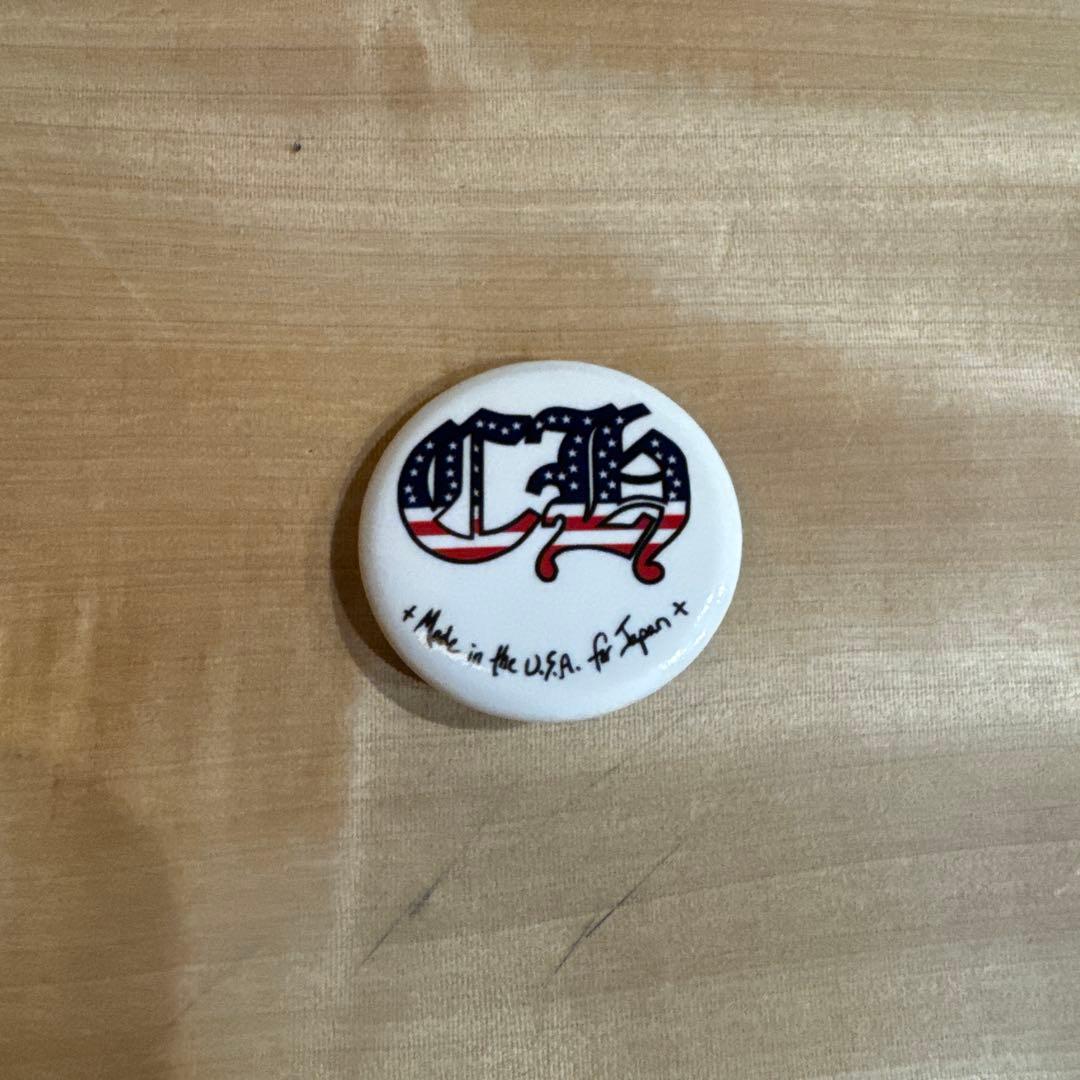 CH
+ Made in the U.S.A. for Japan +